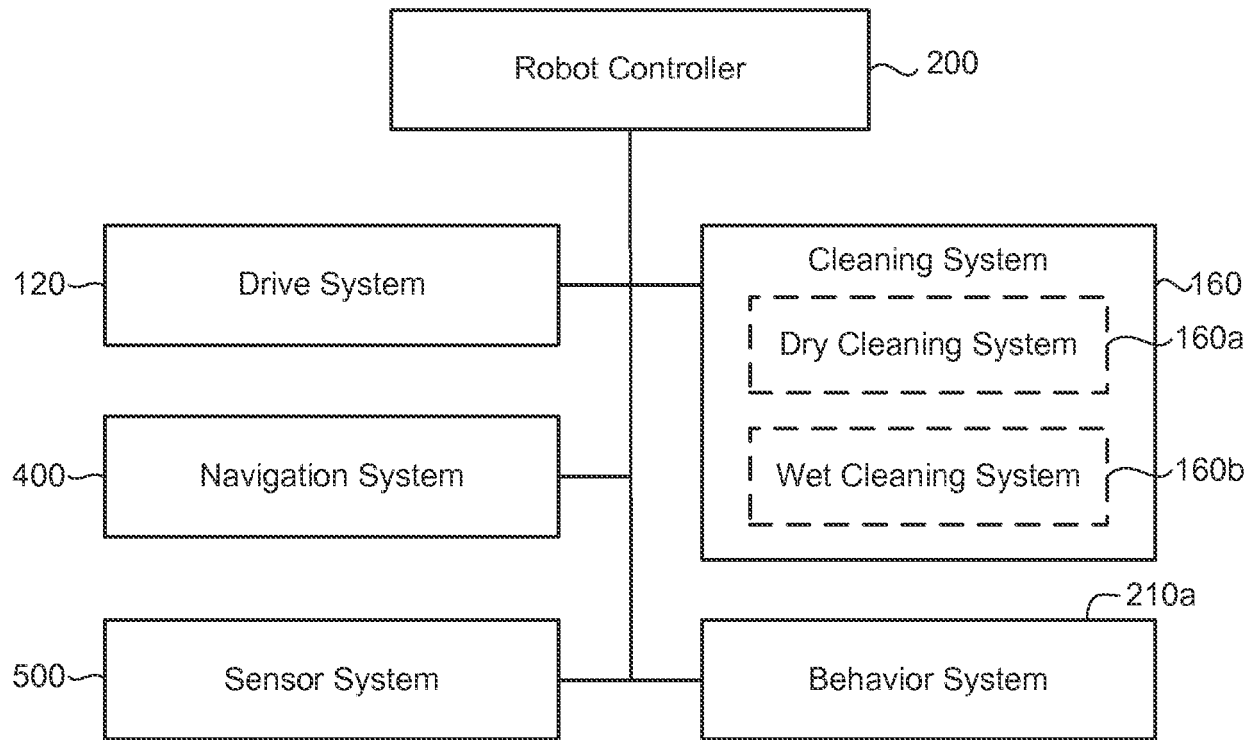 Robot Controller
200
120
Drive System
Cleaning System
160
Dry Cleaning System
160a
400
Navigation System
Wet Cleaning System
160b
210a
500
Sensor System
Behavior System